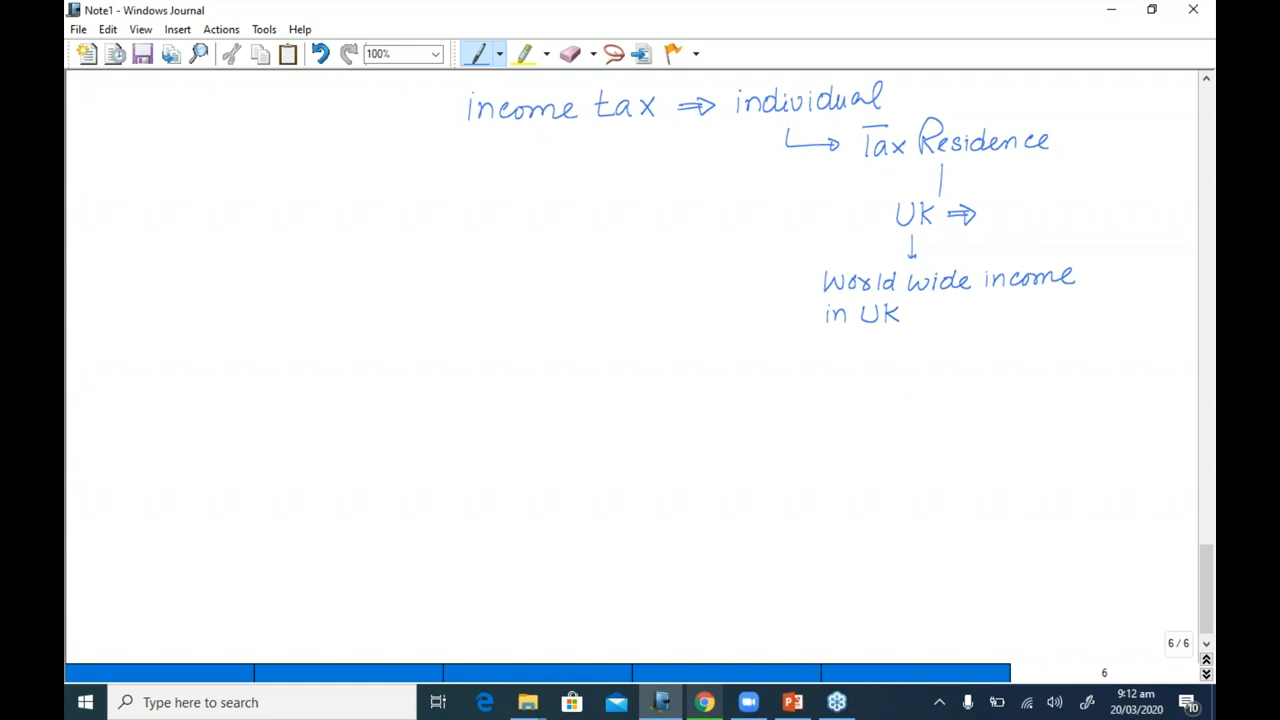 Note1 - Windows Journal
File Edit View Insert Actions Tools Help
100%
income tax ⇒ individual
Tax Residence
UK ⇒
World wide income
in UK
6 / 6
6
Type here to search
9:12 am
20/03/2020
10